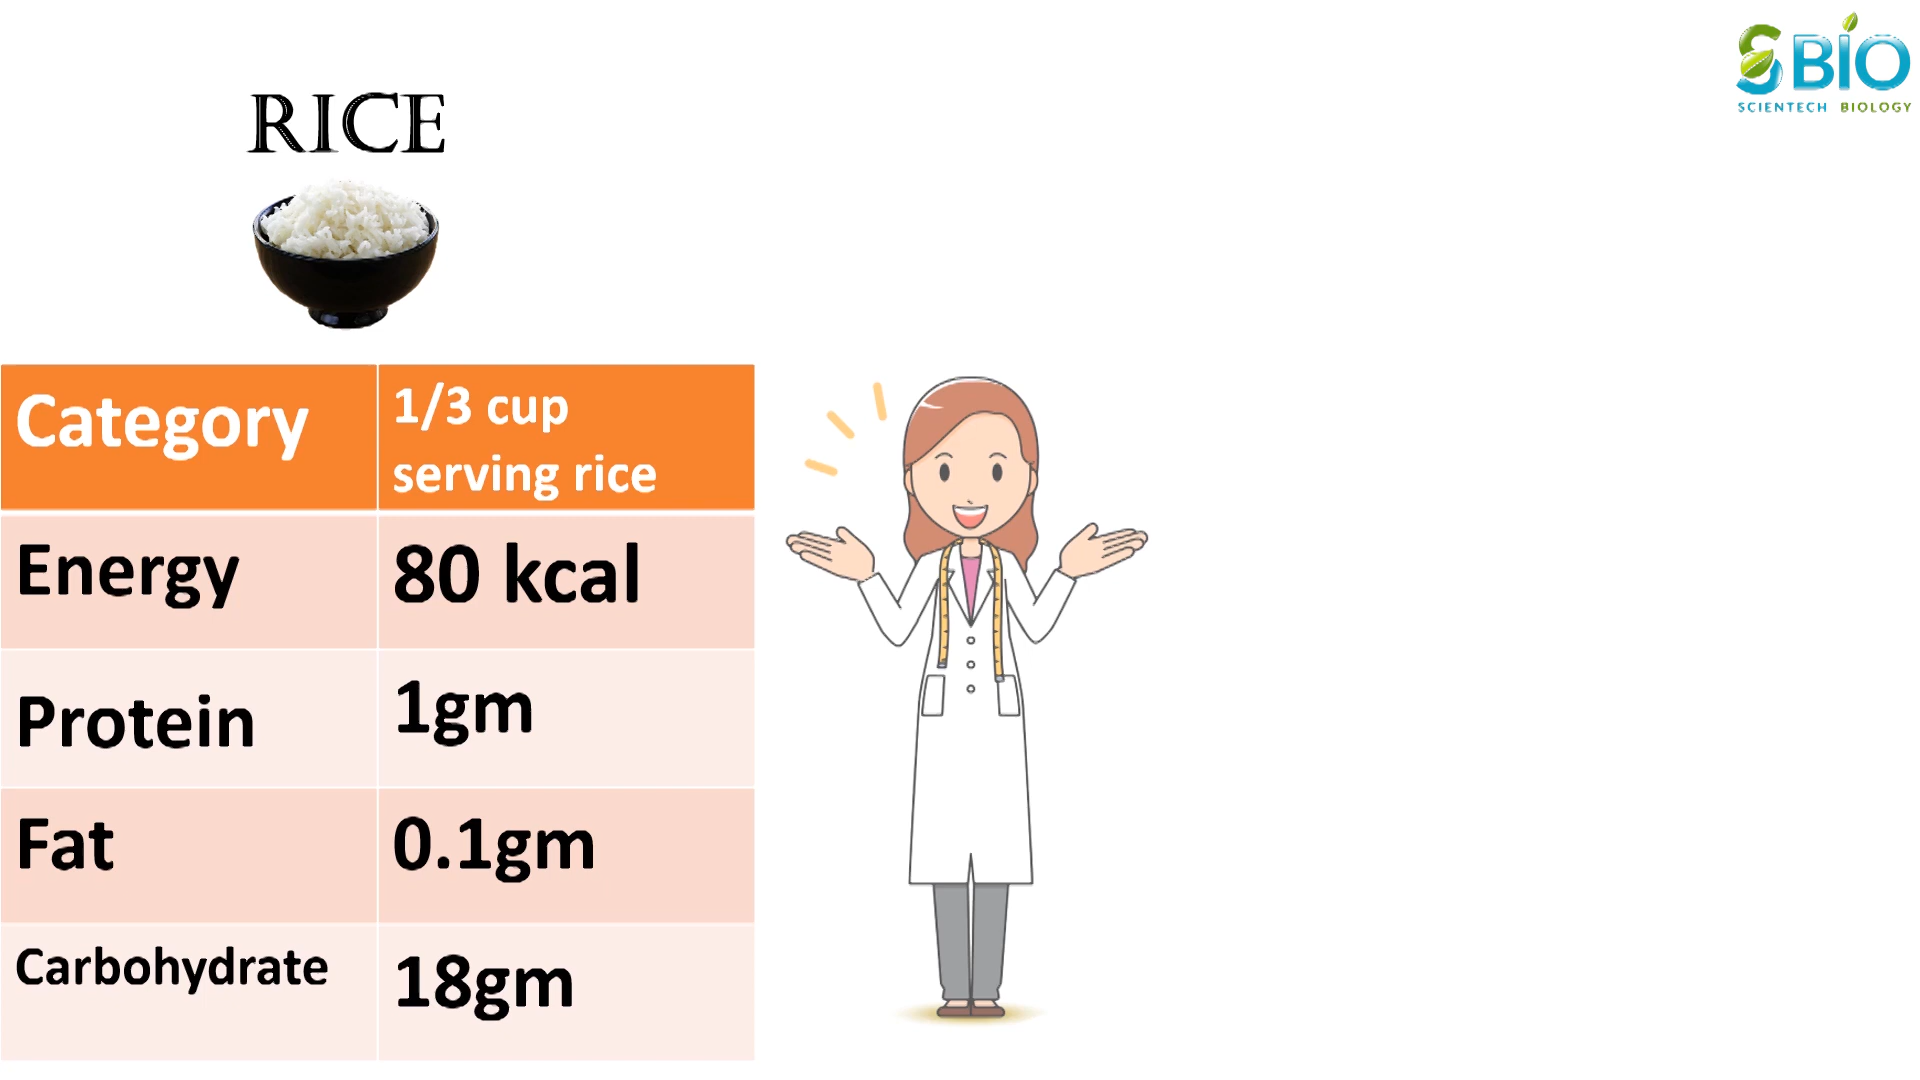 RICE
SBIO
SCIENTECH BIOLOGY
Category
1/3 cup
serving rice
Energy
80 kcal
Protein
1gm
Fat
0.1gm
Carbohydrate
18gm